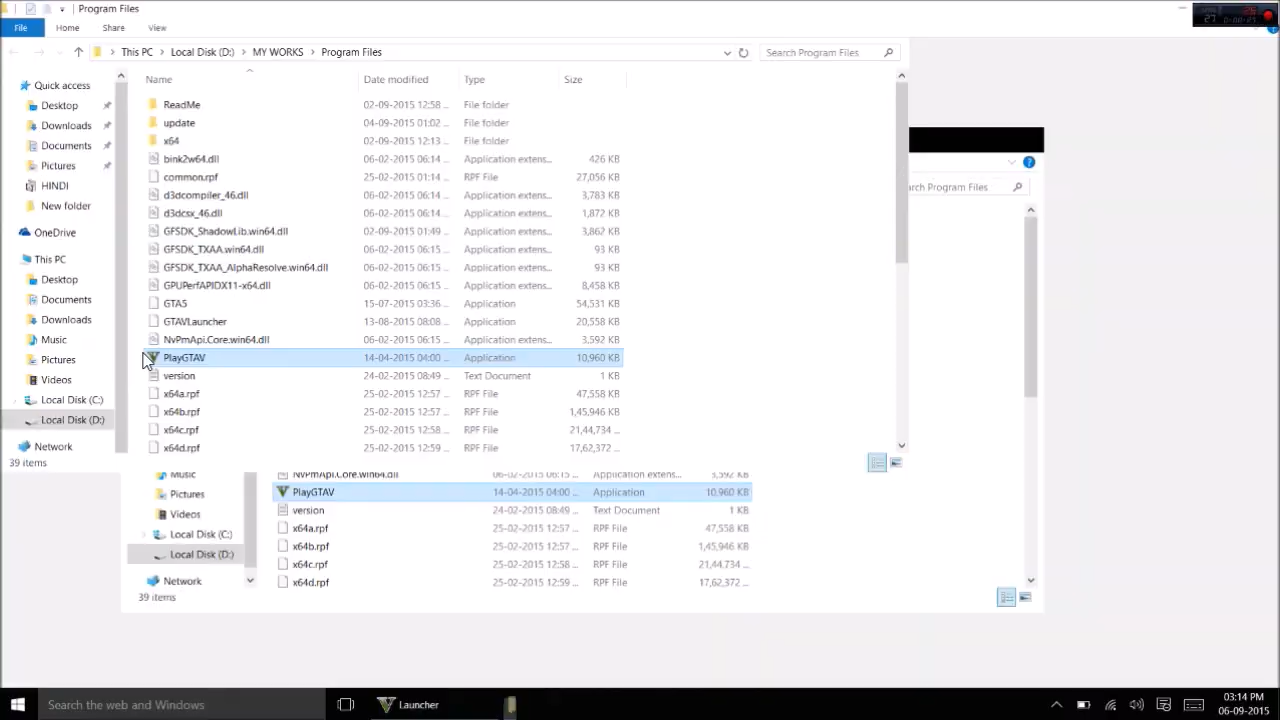 Program Files
File Home Share View
This PC > Local Disk (D:) > MY WORKS > Program Files
Search Program Files
Name Date modified Type Size
Quick access
Desktop
Downloads
Documents
Pictures
HINDI
New folder
OneDrive
This PC
Desktop
Documents
Downloads
Music
Pictures
Videos
Local Disk (C:)
Local Disk (D:)
Network
39 items
ReadMe 02-09-2015 12:58 ... File folder
update 04-09-2015 01:02 ... File folder
x64 02-09-2015 12:13 ... File folder
bink2w64.dll 06-02-2015 06:14 ... Application extens... 426 KB
common.rpf 25-02-2015 01:14 ... RPF File 27,056 KB
d3dcompiler_46.dll 06-02-2015 06:14 ... Application extens... 3,783 KB
d3dcsx_46.dll 06-02-2015 06:14 ... Application extens... 1,872 KB
GFSDK_ShadowLib.win64.dll 02-09-2015 01:49 ... Application extens... 3,862 KB
GFSDK_TXAA.win64.dll 06-02-2015 06:15 ... Application extens... 93 KB
GFSDK_TXAA_AlphaResolve.win64.dll 06-02-2015 06:15 ... Application extens... 93 KB
GPUPerfAPIDX11-x64.dll 06-02-2015 06:15 ... Application extens... 8,458 KB
GTA5 15-07-2015 03:36 ... Application 54,531 KB
GTAVLauncher 13-08-2015 08:08 ... Application 20,558 KB
NvPmApi.Core.win64.dll 06-02-2015 06:15 ... Application extens... 3,592 KB
PlayGTAV 14-04-2015 04:00 ... Application 10,960 KB
version 24-02-2015 08:49 ... Text Document 1 KB
x64a.rpf 25-02-2015 12:57 ... RPF File 47,558 KB
x64b.rpf 25-02-2015 12:57 ... RPF File 1,45,946 KB
x64c.rpf 25-02-2015 12:58 ... RPF File 21,44,734 ...
x64d.rpf 25-02-2015 12:59 ... RPF File 17,62,372 ...
Program Files
Music
Pictures
Videos
Local Disk (C:)
Local Disk (D:)
Network
39 items
NvPmApi.Core.win64.dll 06-02-2015 06:15 ... Application extens... 3,592 KB
PlayGTAV 14-04-2015 04:00 ... Application 10,960 KB
version 24-02-2015 08:49 ... Text Document 1 KB
x64a.rpf 25-02-2015 12:57 ... RPF File 47,558 KB
x64b.rpf 25-02-2015 12:57 ... RPF File 1,45,946 KB
x64c.rpf 25-02-2015 12:58 ... RPF File 21,44,734 ...
x64d.rpf 25-02-2015 12:59 ... RPF File 17,62,372 ...
Search the web and Windows
Launcher
03:14 PM
06-09-2015